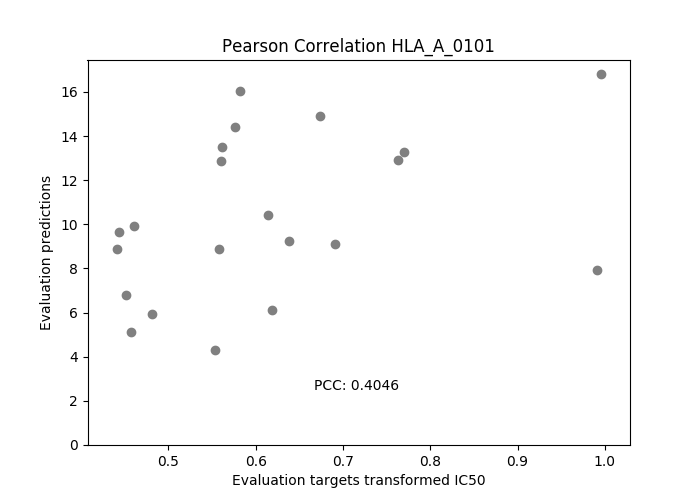 Pearson Correlation HLA_A_0101
Evaluation predictions
16
14
12
10
8
6
4
2
0
PCC: 0.4046
0.5 0.6 0.7 0.8 0.9 1.0
Evaluation targets transformed IC50